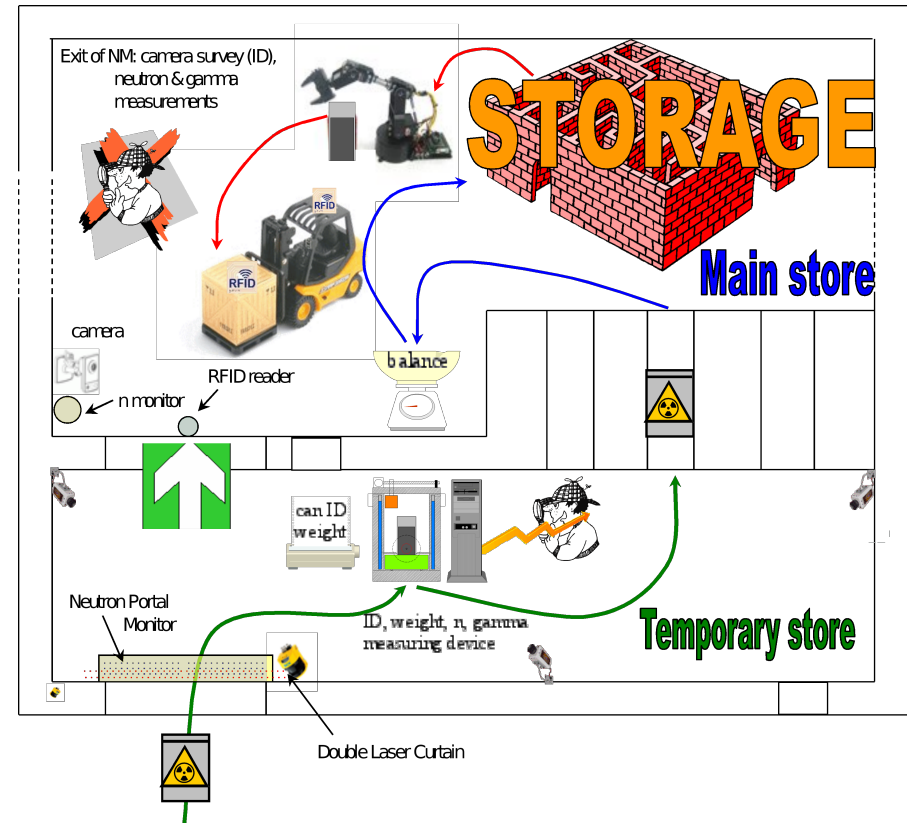 Exit of NM: camera survey (ID),
neutron & gamma
measurements
STORAGE
RFID
RFID
Main store
camera
balance
RFID reader
n monitor
can ID
weight
Neutron Portal
Monitor
ID, weight, n, gamma
measuring device
Temporary store
Double Laser Curtain